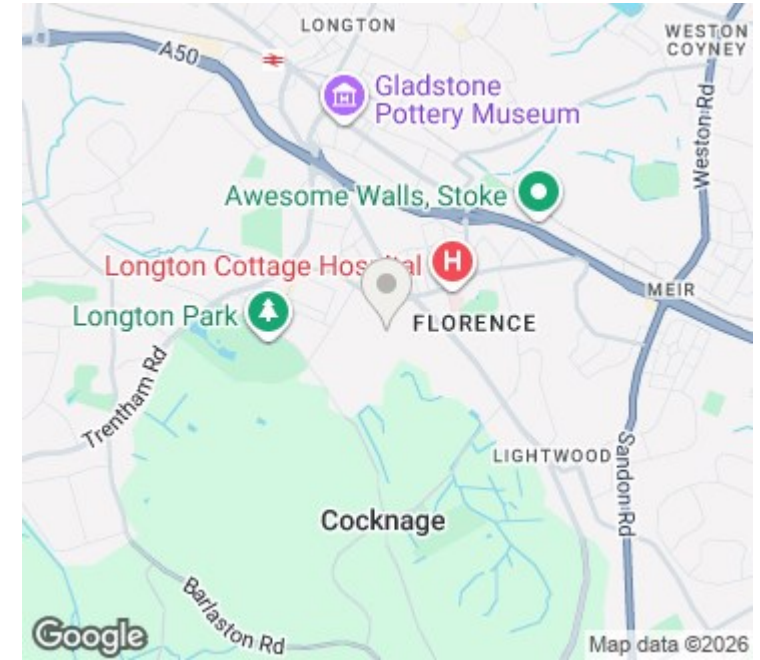 LONGTON
WESTON
COYNEY
A50
Gladstone
Pottery Museum
Weston Rd
Awesome Walls, Stoke
Longton Cottage Hospital
H
MEIR
Longton Park
FLORENCE
Trentham Rd
LIGHTWOOD
Sandon Rd
Cocknage
Barlaston Rd
Google
Map data ©2026